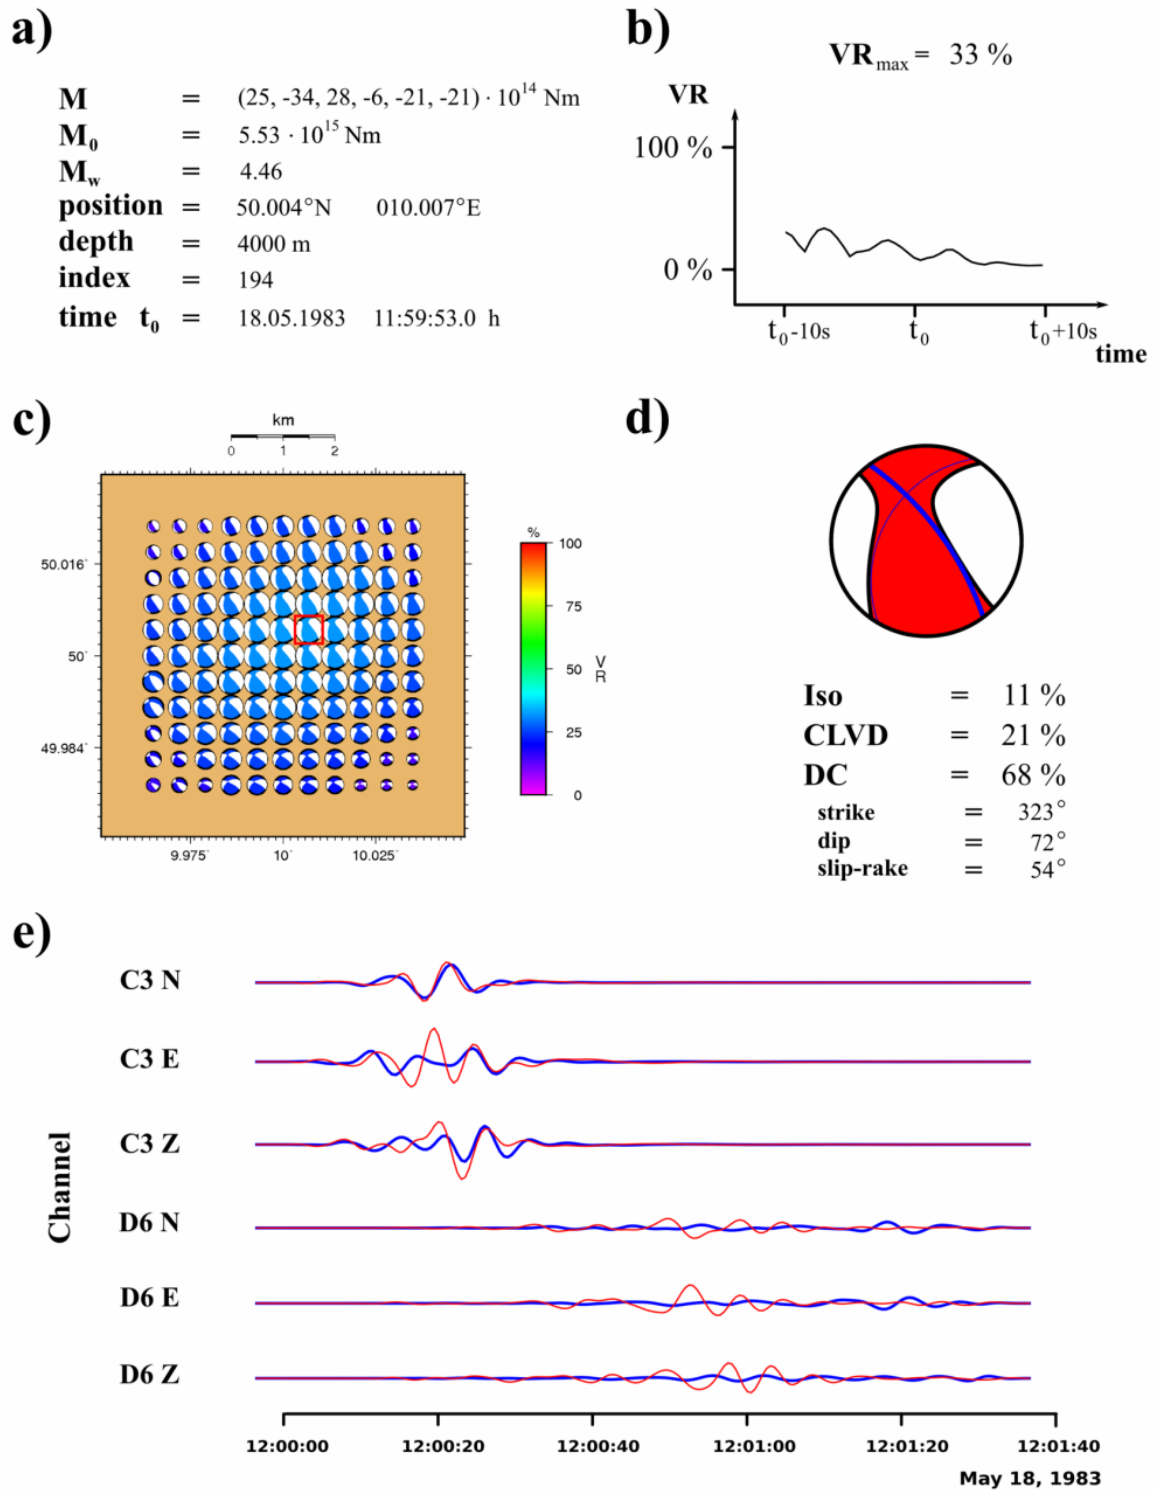 a)
M = (25, -34, 28, -6, -21, -21) · 10^14 Nm
M0 = 5.53 · 10^15 Nm
Mw = 4.46
position = 50.004°N 010.007°E
depth = 4000 m
index = 194
time t0 = 18.05.1983 11:59:53.0 h
b)
VRmax = 33 %
VR
100 %
0 %
t0-10s t0 t0+10s
time
c)
km
0 1 2
50.016°
50°
49.984°
9.975° 10° 10.025°
%
100
75
50
25
0
VR
d)
Iso = 11 %
CLVD = 21 %
DC = 68 %
strike = 323°
dip = 72°
slip-rake = 54°
e)
Channel
C3 N
C3 E
C3 Z
D6 N
D6 E
D6 Z
12:00:00 12:00:20 12:00:40 12:01:00 12:01:20 12:01:40
May 18, 1983